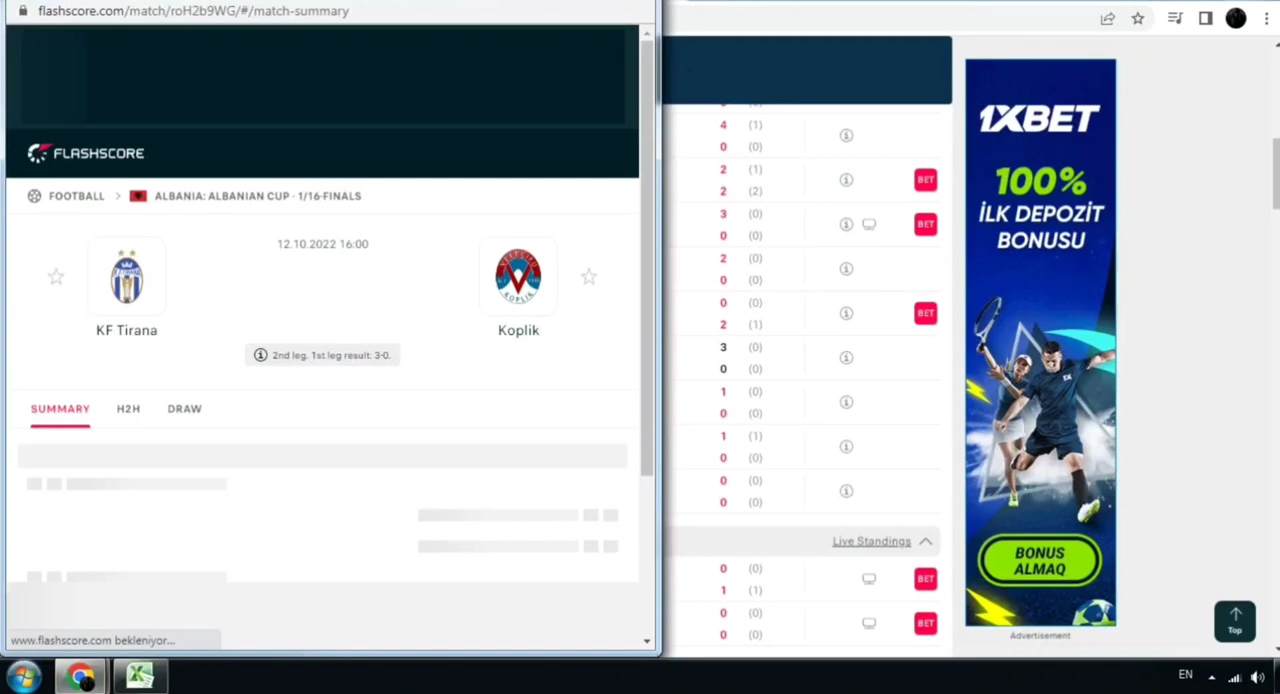 flashscore.com/match/roH2b9WG/#/match-summary
FLASHSCORE
FOOTBALL > ALBANIA: ALBANIAN CUP - 1/16-FINALS
12.10.2022 16:00
KF Tirana
Koplik
2nd leg. 1st leg result: 3-0.
SUMMARY H2H DRAW
www.flashscore.com bekleniyor...
4 (1)
0 (0)
2 (1)
2 (2)
BET
3 (0)
0 (0)
BET
2 (0)
0 (0)
0 (0)
2 (1)
BET
3 (0)
0 (0)
1 (0)
0 (0)
1 (1)
0 (0)
0 (0)
0 (0)
Live Standings
0 (0)
1 (1)
BET
0 (0)
0 (0)
BET
1XBET
100%
İLK DEPOZİT
BONUSU
BONUS
ALMAQ
Advertisement
Top
EN